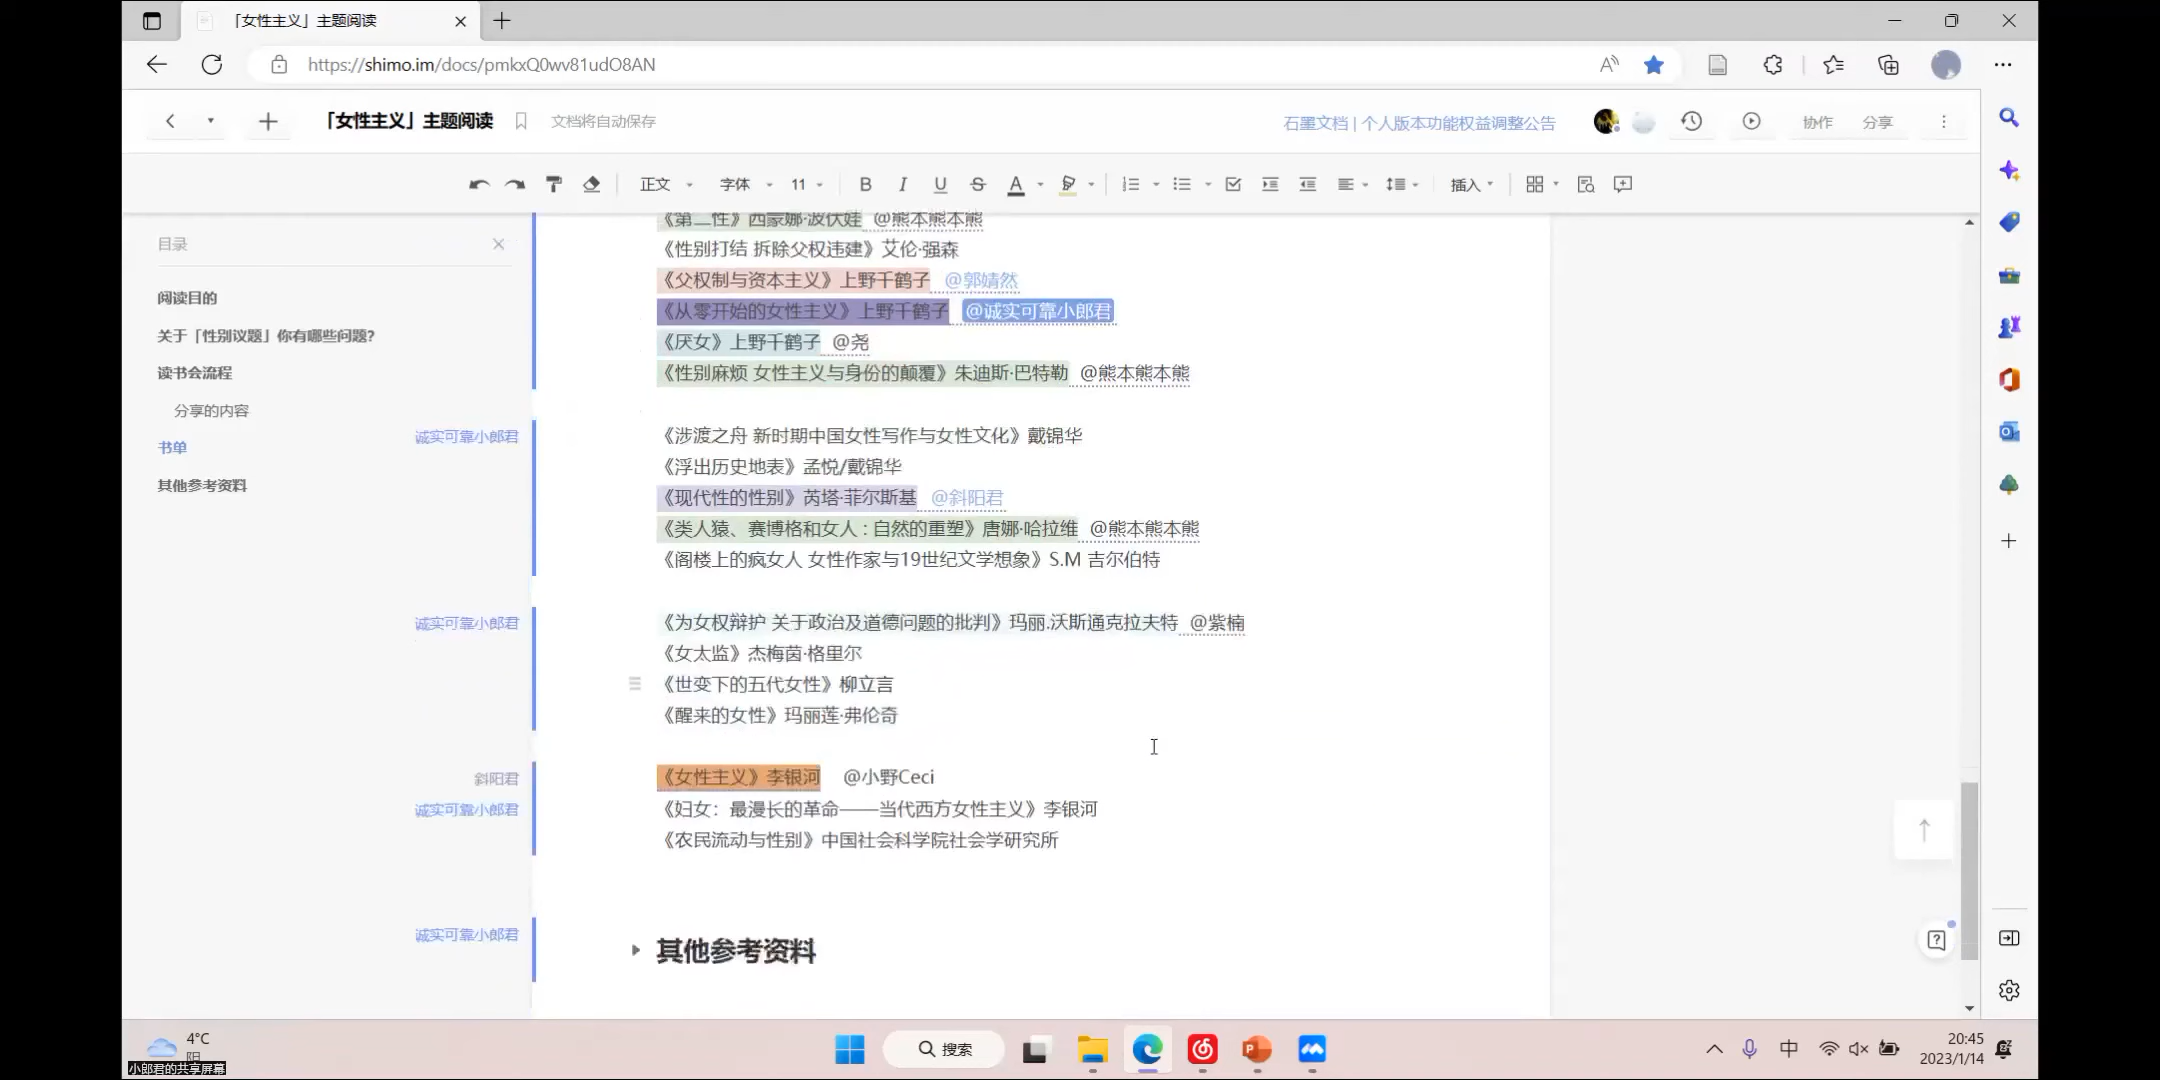 「女性主义」主题阅读
https://shimo.im/docs/pmkxQ0wv81udO8AN
「女性主义」主题阅读
文档将自动保存
石墨文档 | 个人版本功能权益调整公告
协作
分享
正文
字体
11
插入
目录
阅读目的
关于「性别议题」你有哪些问题?
读书会流程
分享的内容
书单
其他参考资料
《第二性》西蒙娜·波伏娃 @熊本熊本熊
《性别打结 拆除父权违建》艾伦·强森
《父权制与资本主义》上野千鹤子 @郭婧然
《从零开始的女性主义》上野千鹤子 @诚实可靠小郎君
《厌女》上野千鹤子 @尧
《性别麻烦 女性主义与身份的颠覆》朱迪斯·巴特勒 @熊本熊本熊
诚实可靠小郎君
《涉渡之舟 新时期中国女性写作与女性文化》戴锦华
《浮出历史地表》孟悦/戴锦华
《现代性的性别》芮塔·菲尔斯基 @斜阳君
《类人猿、赛博格和女人：自然的重塑》唐娜·哈拉维 @熊本熊本熊
《阁楼上的疯女人 女性作家与19世纪文学想象》S.M 吉尔伯特
诚实可靠小郎君
《为女权辩护 关于政治及道德问题的批判》玛丽.沃斯通克拉夫特 @紫楠
《女太监》杰梅茵·格里尔
《世变下的五代女性》柳立言
《醒来的女性》玛丽莲·弗伦奇
斜阳君
《女性主义》李银河 @小野Ceci
诚实可靠小郎君
《妇女：最漫长的革命——当代西方女性主义》李银河
《农民流动与性别》中国社会科学院社会学研究所
诚实可靠小郎君
其他参考资料
4°C
阴
小郎君的共享屏幕
搜索
中
20:45
2023/1/14